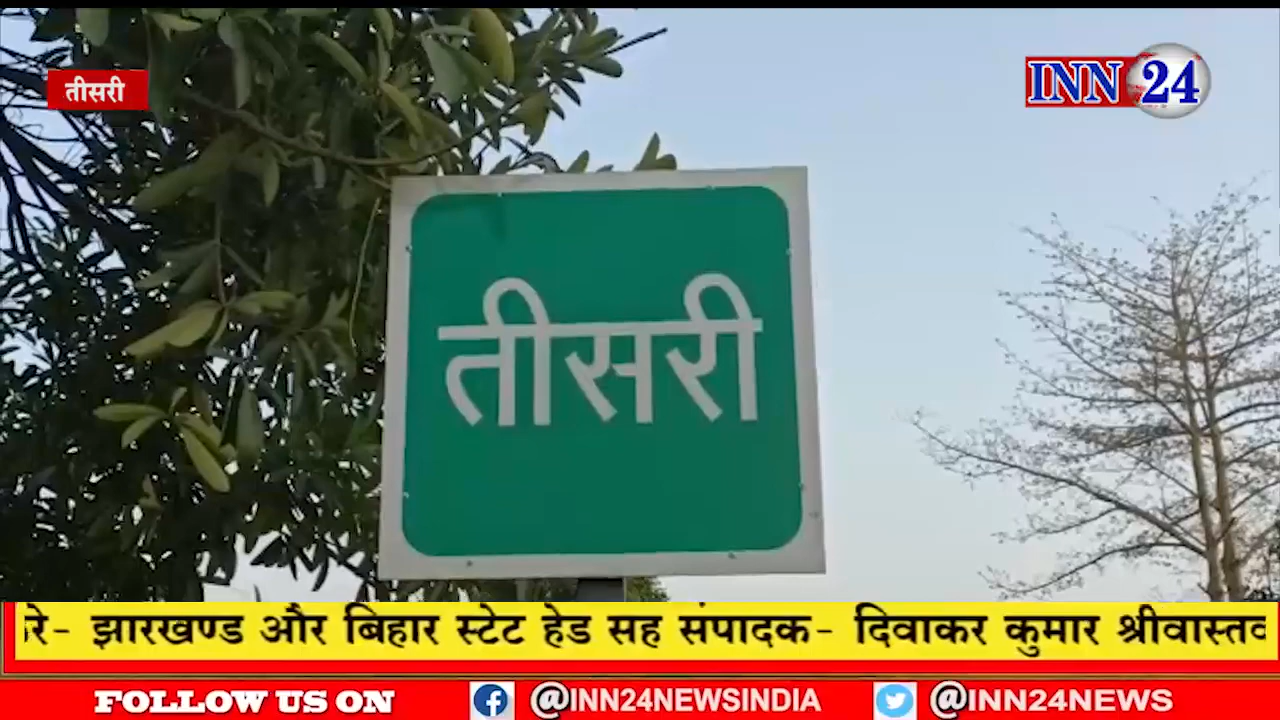 तीसरी
INN 24
तीसरी
रे- झारखण्ड और बिहार स्टेट हेड सह संपादक- दिवाकर कुमार श्रीवास्तव
FOLLOW US ON @INN24NEWSINDIA @INN24NEWS